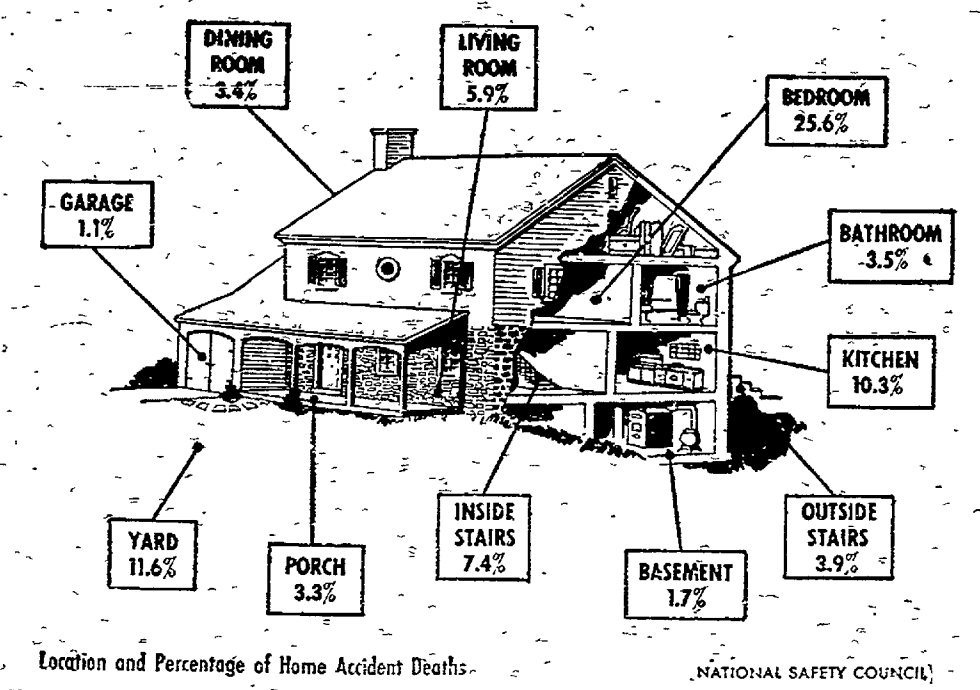 DINING
ROOM
3.4%
LIVING
ROOM
5.9%
BEDROOM
25.6%
GARAGE
1.1%
BATHROOM
3.5%
KITCHEN
10.3%
YARD
11.6%
PORCH
3.3%
INSIDE
STAIRS
7.4%
BASEMENT
1.7%
OUTSIDE
STAIRS
3.9%
Location and Percentage of Home Accident Deaths
NATIONAL SAFETY COUNCIL